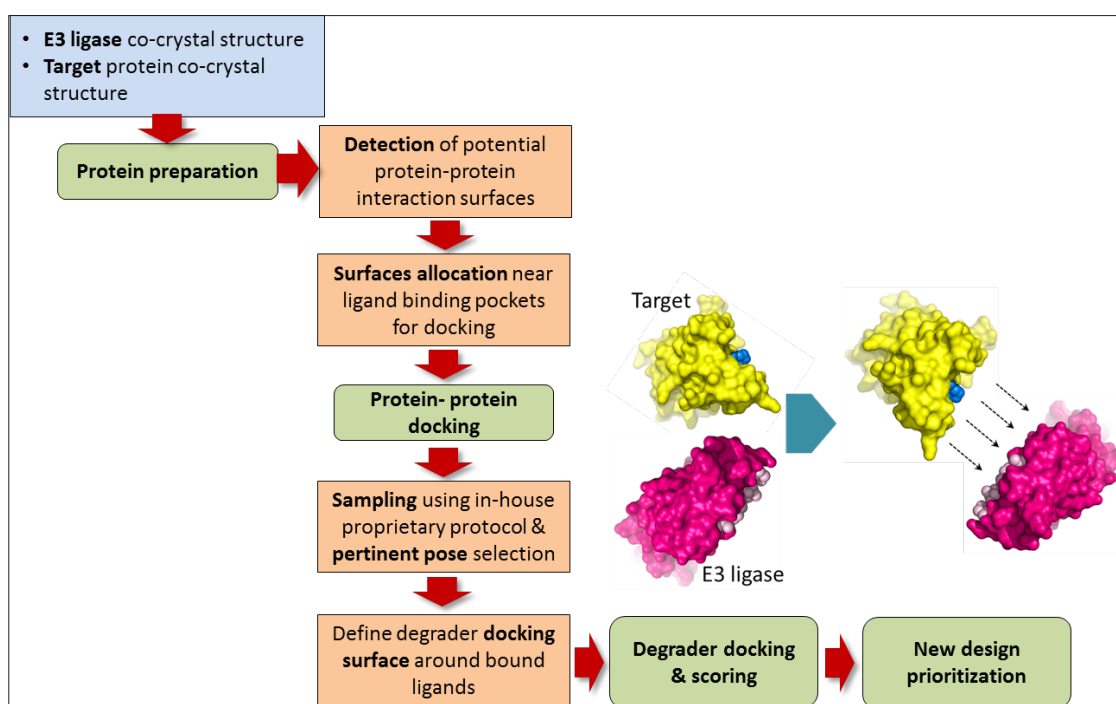 • E3 ligase co-crystal structure
• Target protein co-crystal
structure
Protein preparation
Detection of potential
protein-protein
interaction surfaces
Surfaces allocation near
ligand binding pockets
for docking
Protein- protein
docking
Sampling using in-house
proprietary protocol &
pertinent pose selection
Define degrader docking
surface around bound
ligands
Degrader docking
& scoring
New design
prioritization
Target
E3 ligase